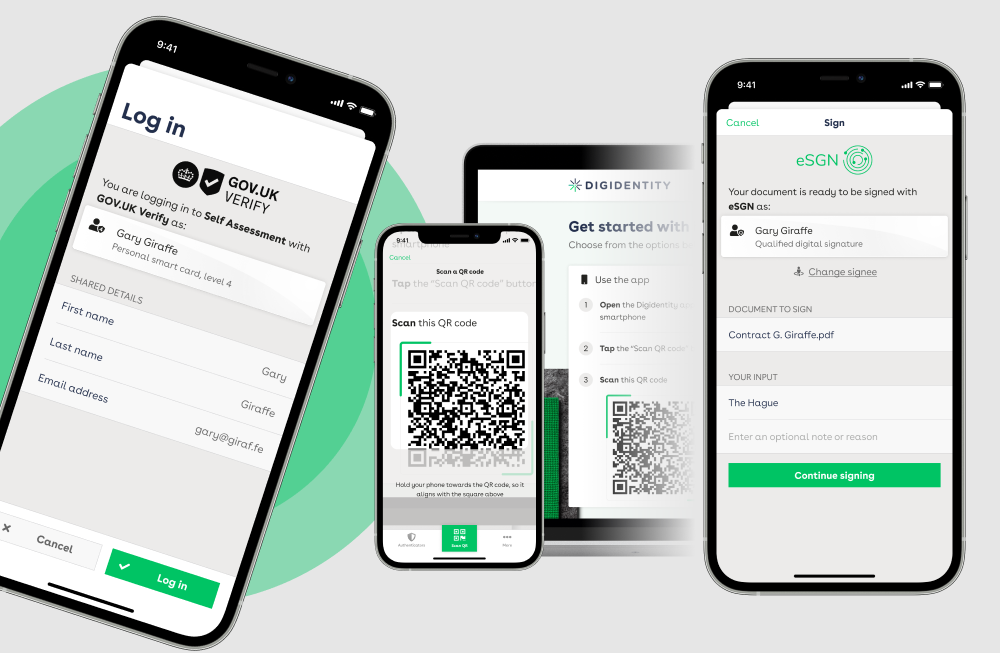 9:41
Log in
GOV.UK
VERIFY
You are logging in to Self Assessment with
GOV.UK Verify as:
Gary Giraffe
Personal smart card, level 4
SHARED DETAILS
First name
Gary
Last name
Giraffe
Email address
gary@giraf.fe
Cancel
Log in
9:41
smartphone
Cancel
Scan a QR code
Tap the “Scan QR code” button
Scan this QR code
Hold your phone towards the QR code, so it
aligns with the square above
Authenticators
Scan QR
More
DIGIDENTITY
Get started with
Choose from the options
Use the app
1 Open the Digidentity
smartphone
2 Tap the “Scan QR code”
3 Scan this QR code
9:41
Cancel
Sign
eSGN
Your document is ready to be signed with
eSGN as:
Gary Giraffe
Qualified digital signature
Change signee
DOCUMENT TO SIGN
Contract G. Giraffe.pdf
YOUR INPUT
The Hague
Enter an optional note or reason
Continue signing